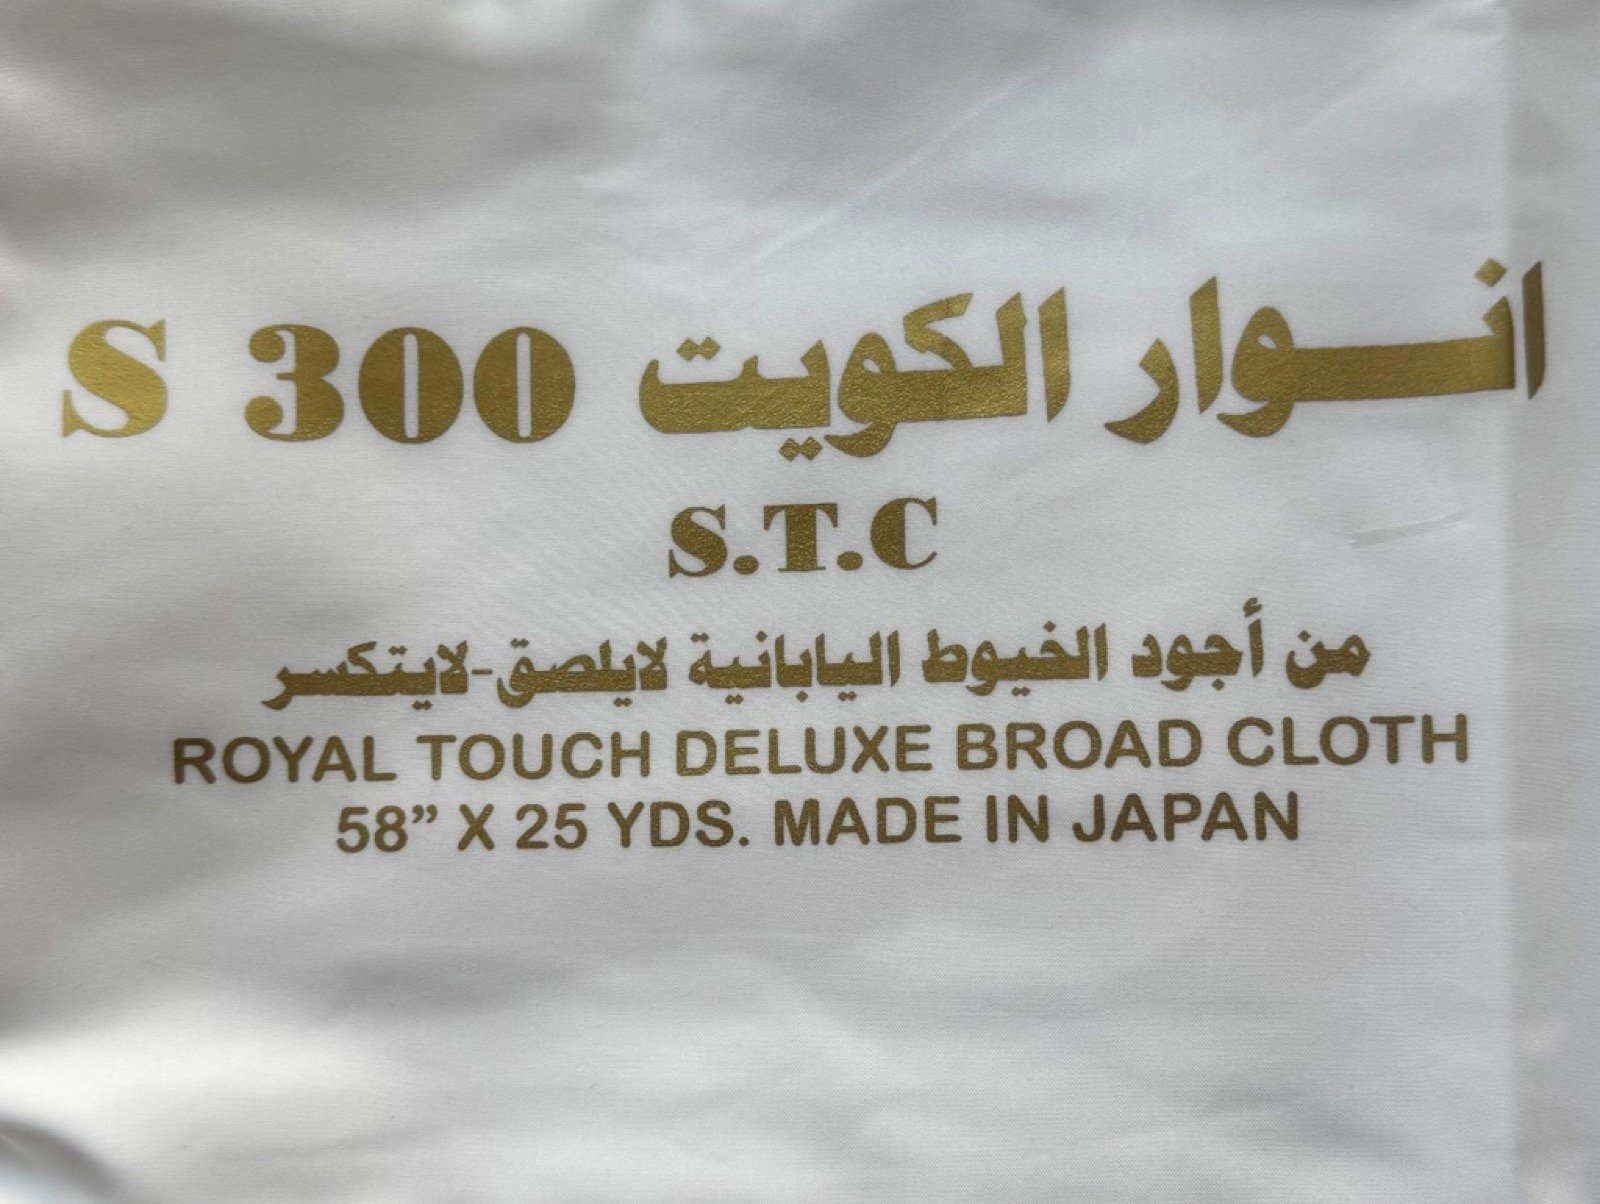 انوار الكويت S 300
S.T.C
من أجود الخيوط اليابانية لايلصق-لايتكسر
ROYAL TOUCH DELUXE BROAD CLOTH
58” X 25 YDS. MADE IN JAPAN